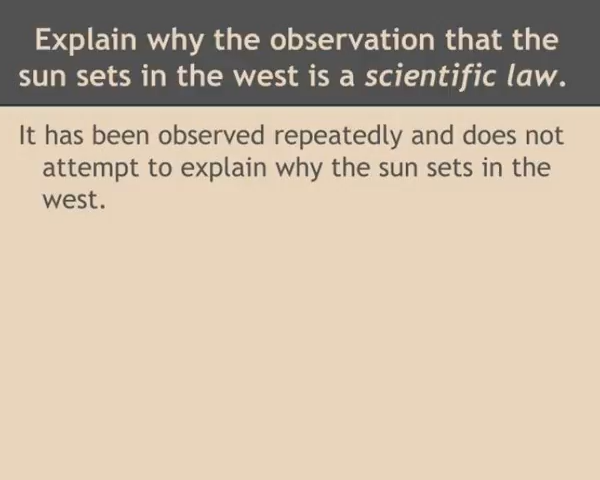 Explain why the observation that the
sun sets in the west is a scientific law.
It has been observed repeatedly and does not
attempt to explain why the sun sets in the
west.